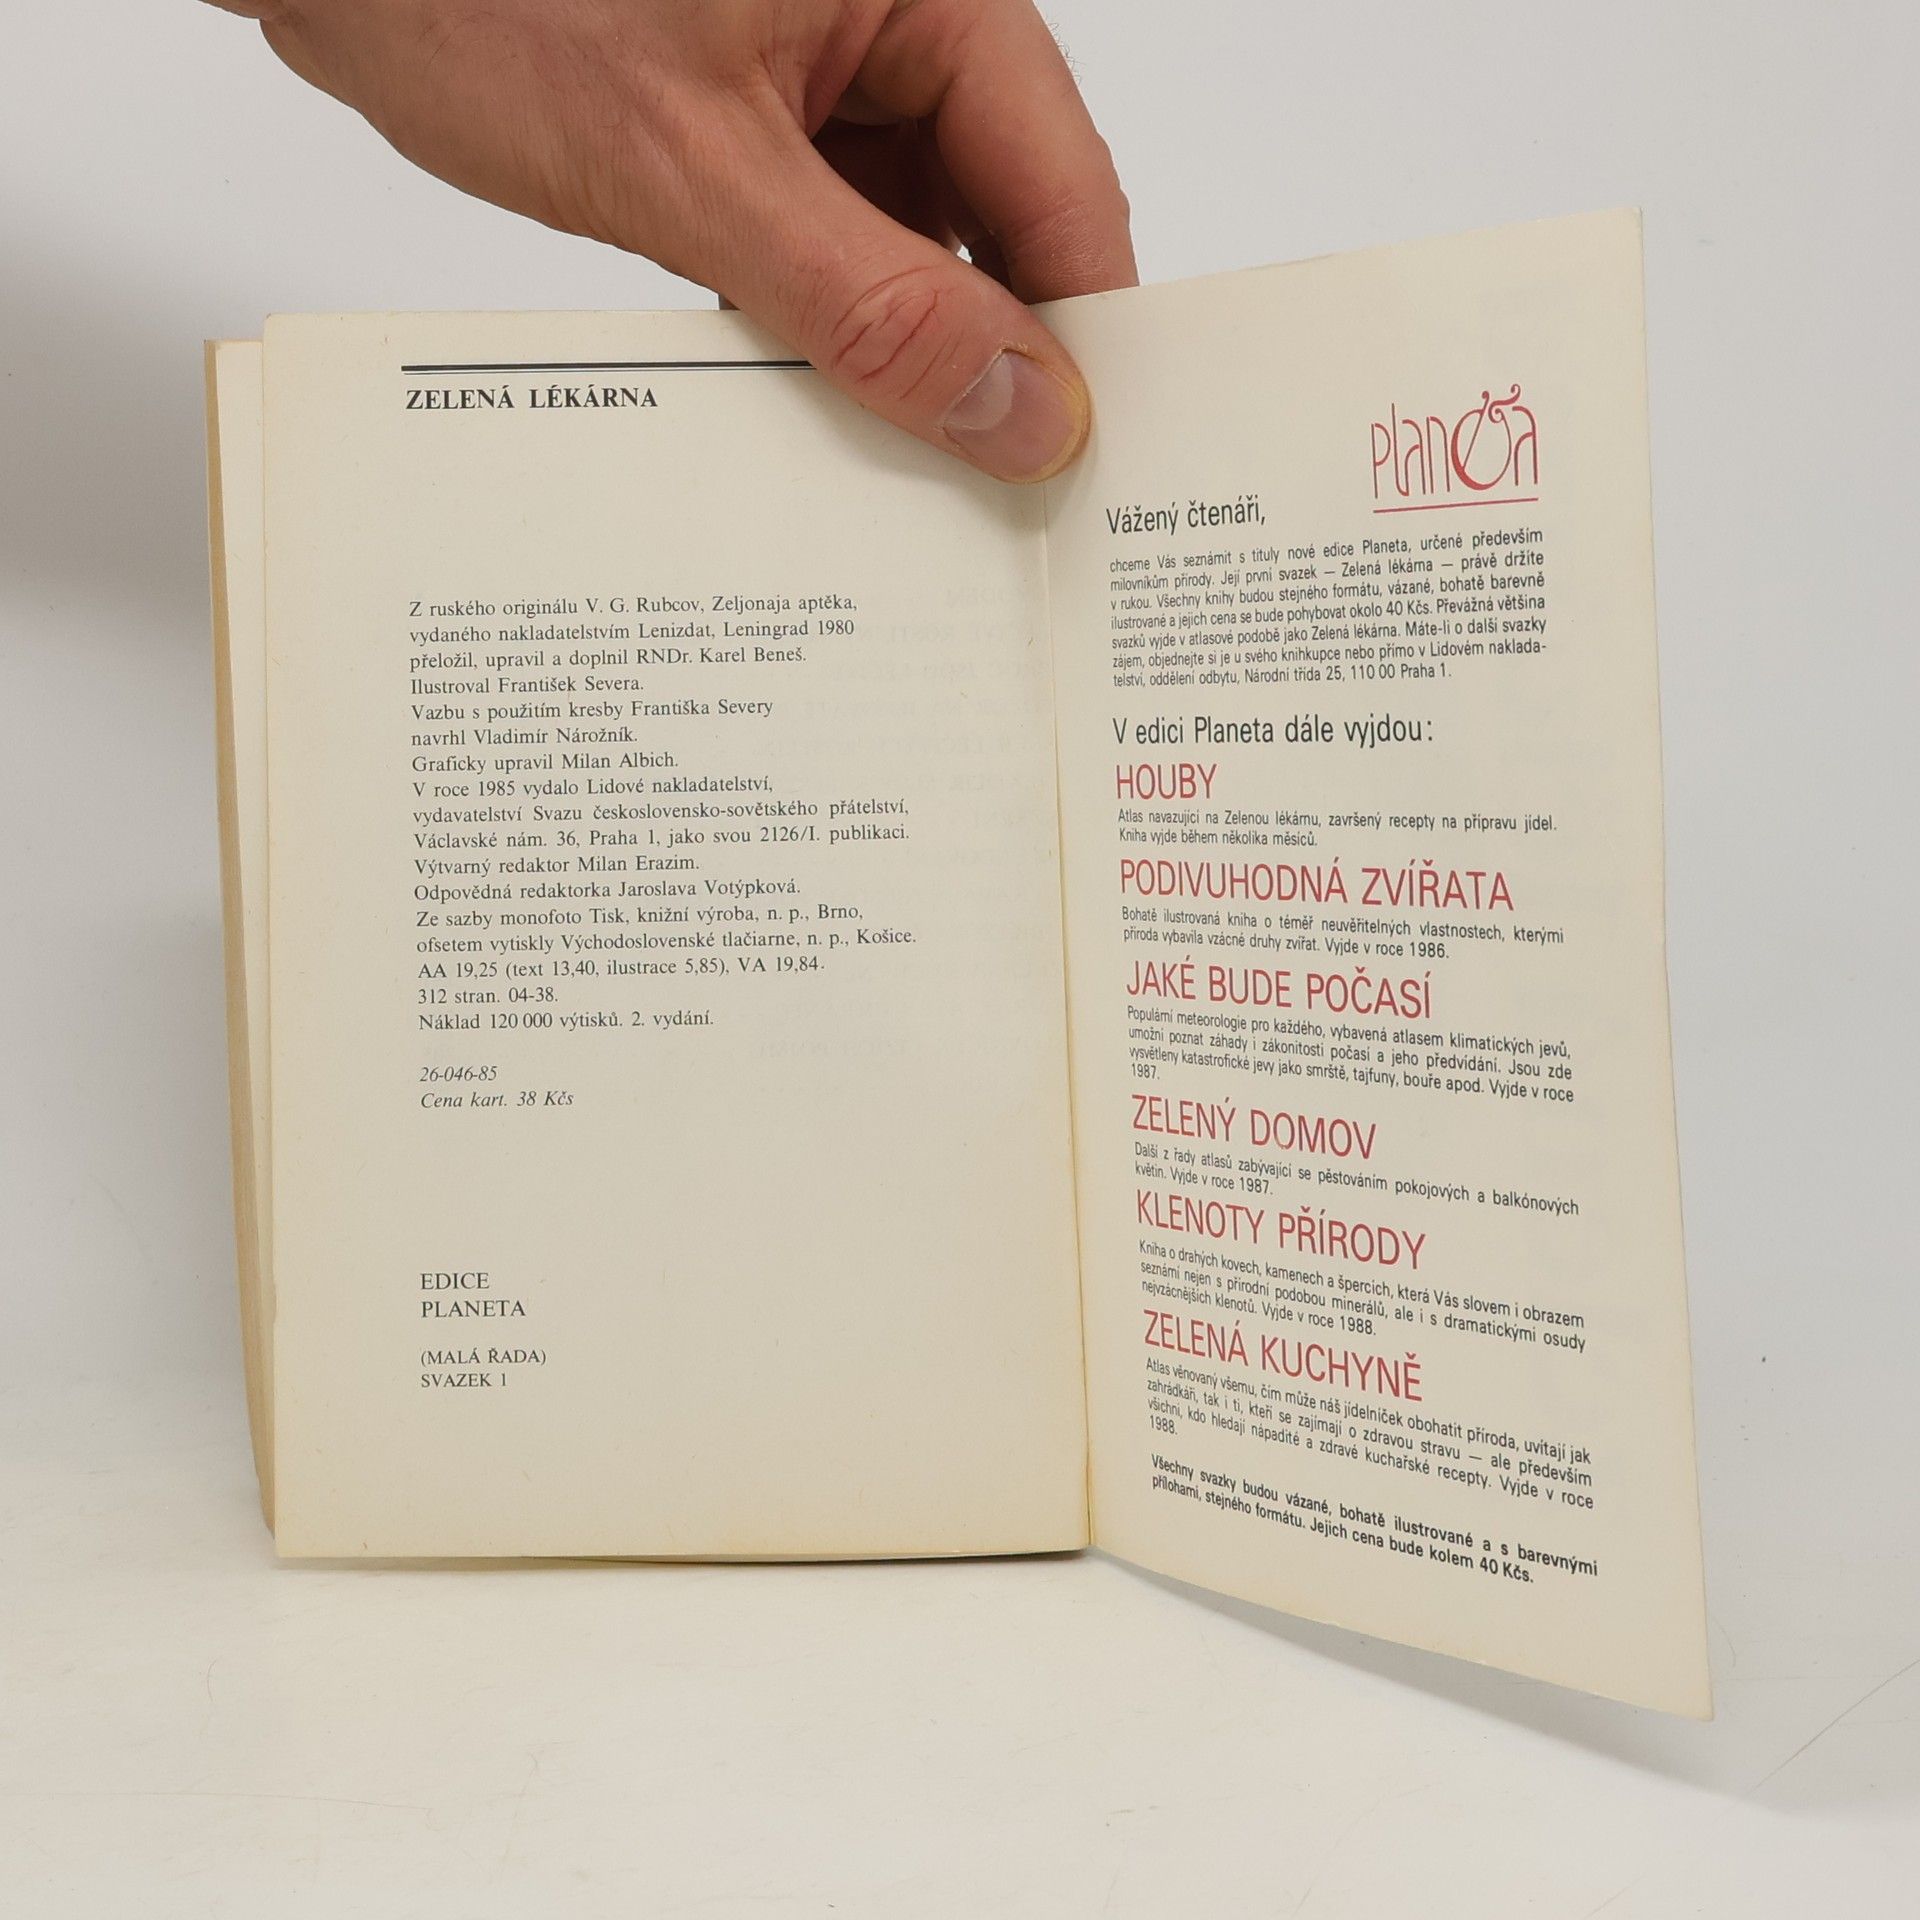 ZELENÁ LÉKÁRNA
Z ruského originálu V. G. Rubcov, Zeljonaja aptěka,
vydaného nakladatelstvím Lenizdat, Leningrad 1980
přeložil, upravil a doplnil RNDr. Karel Beneš.
Ilustroval František Severa.
Vazbu s použitím kresby Františka Severy
navrhl Vladimír Nárožník.
Graficky upravil Milan Albich.
V roce 1985 vydalo Lidové nakladatelství,
vydavatelství Svazu československo-sovětského přátelství,
Václavské nám. 36, Praha 1, jako svou 2126/I. publikaci.
Výtvarný redaktor Milan Erazim.
Odpovědná redaktorka Jaroslava Votýpková.
Ze sazby monofoto Tisk, knižní výroba, n. p., Brno,
ofsetem vytiskly Východoslovenské tlačiarne, n. p., Košice.
AA 19,25 (text 13,40, ilustrace 5,85), VA 19,84.
312 stran. 04-38.
Náklad 120 000 výtisků. 2. vydání.
26-046-85
Cena kart. 38 Kčs
EDICE
PLANETA
(MALÁ ŘADA)
SVAZEK 1
planeta
Vážený čtenáři,
chceme Vás seznámit s tituly nové edice Planeta, určené především
milovníkům přírody. Její první svazek — Zelená lékárna — právě držíte
v rukou. Všechny knihy budou stejného formátu, vázané, bohatě barevně
ilustrované a jejich cena se bude pohybovat okolo 40 Kčs. Převážná většina
svazků vyjde v atlasové podobě jako Zelená lékárna. Máte-li o další svazky
zájem, objednejte si je u svého knihkupce nebo přímo v Lidovém naklada-
telství, oddělení odbytu, Národní třída 25, 110 00 Praha 1.
V edici Planeta dále vyjdou:
HOUBY
Atlas navazující na Zelenou lékárnu, završený recepty na přípravu jídel.
Kniha vyjde během několika měsíců.
PODIVUHODNÁ ZVÍŘATA
Bohatě ilustrovaná kniha o téměř neuvěřitelných vlastnostech, kterými
příroda vybavila vzácné druhy zvířat. Vyjde v roce 1986.
JAKÉ BUDE POČASÍ
Populární meteorologie pro každého, vybavená atlasem klimatických jevů,
umožní poznat záhady i zákonitosti počasí a jeho předvídání. Jsou zde
vysvětleny katastrofické jevy jako smrště, tajfuny, bouře apod. Vyjde v roce
1987.
ZELENÝ DOMOV
Další z řady atlasů zabývající se pěstováním pokojových a balkónových
květin. Vyjde v roce 1987.
KLENOTY PŘÍRODY
Kniha o drahých kovech, kamenech a špercích, která Vás slovem i obrazem
seznámí nejen s přírodní podobou minerálů, ale i s dramatickými osudy
nejvzácnějších klenotů. Vyjde v roce 1988.
ZELENÁ KUCHYNĚ
Atlas věnovaný všemu, čím může náš jídelníček obohatit příroda, uvítají jak
zahrádkáři, tak i ti, kteří se zajímají o zdravou stravu — ale především
všichni, kdo hledají nápadité a zdravé kuchařské recepty. Vyjde v roce
1988.
Všechny svazky budou vázané, bohatě ilustrované a s barevnými
přílohami, stejného formátu. Jejich cena bude kolem 40 Kčs.